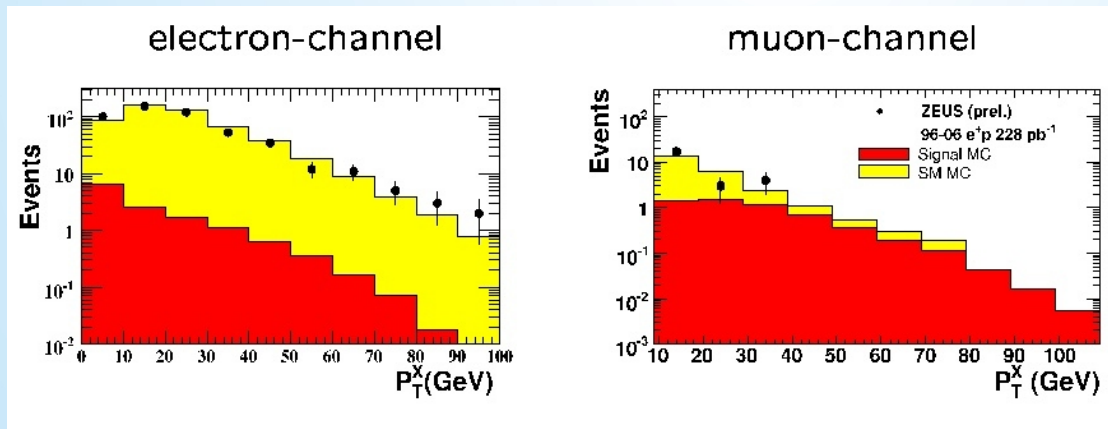 electron-channel
muon-channel
Events
10²
10
1
10⁻¹
10⁻²
0 10 20 30 40 50 60 70 80 90 100
P_T^X(GeV)
Events
10²
10
1
10⁻¹
10⁻²
10⁻³
ZEUS (prel.)
96-06 e⁺p 228 pb⁻¹
Signal MC
SM MC
10 20 30 40 50 60 70 80 90 100
P_T^X (GeV)